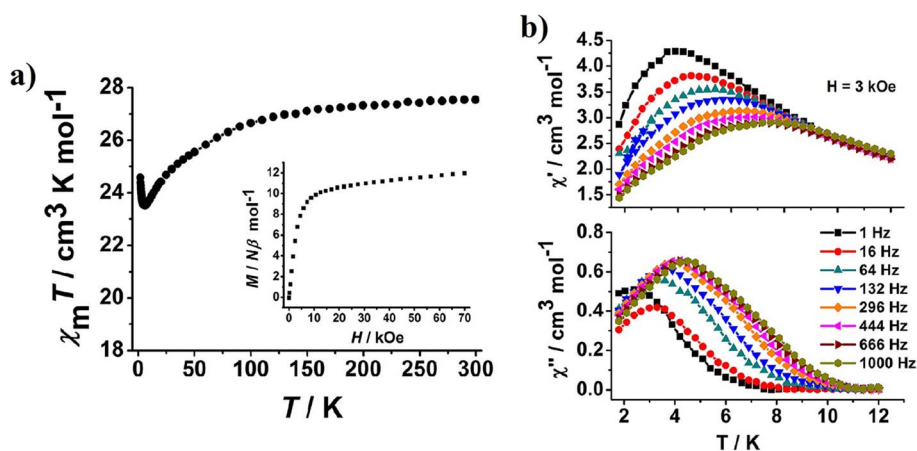 a)
χmT / cm³ K mol⁻¹
28
26
24
22
20
18
0 50 100 150 200 250 300
T / K
M / Nβ mol⁻¹
14
12
10
8
6
4
2
0
0 10 20 30 40 50 60 70
H / kOe
b)
χ' / cm³ mol⁻¹
4.5
4.0
3.5
3.0
2.5
2.0
1.5
H = 3 kOe
χ'' / cm³ mol⁻¹
0.8
0.6
0.4
0.2
0.0
1 Hz
16 Hz
64 Hz
132 Hz
296 Hz
444 Hz
666 Hz
1000 Hz
2 4 6 8 10 12
T / K